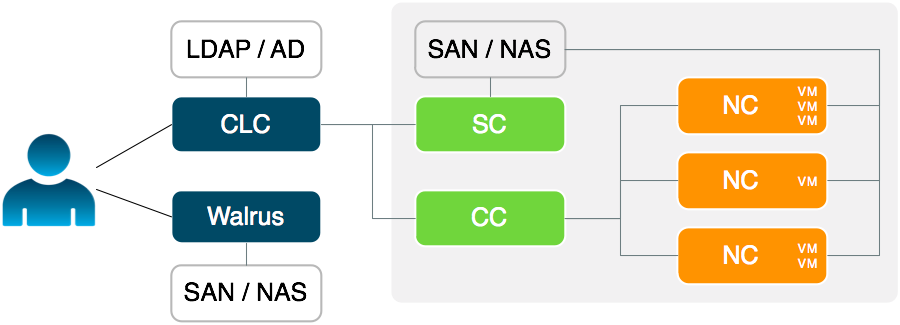 LDAP / AD
SAN / NAS
CLC
SC
NC
VM
VM
VM
NC
VM
Walrus
CC
NC
VM
VM
SAN / NAS